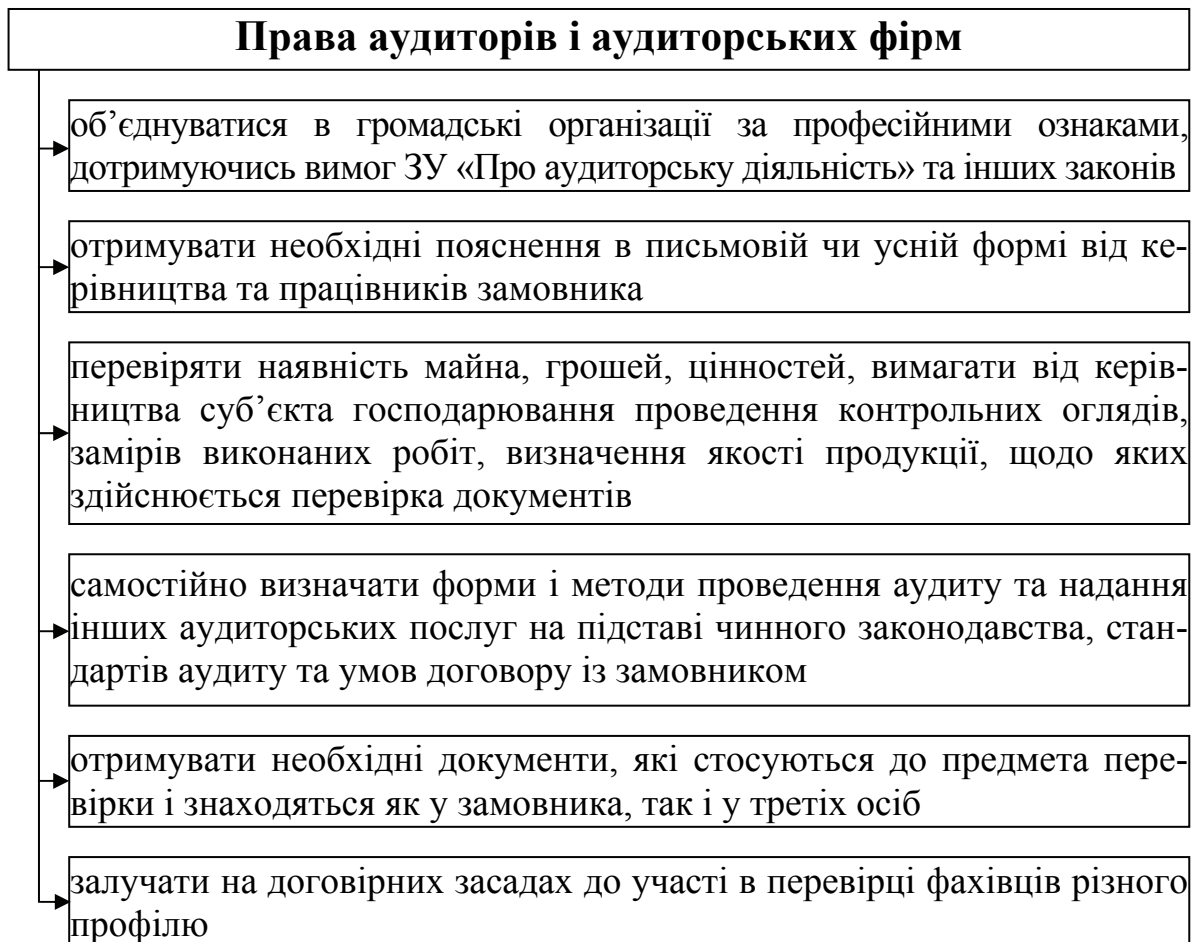 Права аудиторів і аудиторських фірм
об’єднуватися в громадські організації за професійними ознаками,
дотримуючись вимог ЗУ «Про аудиторську діяльність» та інших законів
отримувати необхідні пояснення в письмовій чи усній формі від ке-
рівництва та працівників замовника
перевіряти наявність майна, грошей, цінностей, вимагати від керів-
ництва суб’єкта господарювання проведення контрольних оглядів,
замірів виконаних робіт, визначення якості продукції, щодо яких
здійснюється перевірка документів
самостійно визначати форми і методи проведення аудиту та надання
інших аудиторських послуг на підставі чинного законодавства, стан-
дартів аудиту та умов договору із замовником
отримувати необхідні документи, які стосуються до предмета пере-
вірки і знаходяться як у замовника, так і у третіх осіб
залучати на договірних засадах до участі в перевірці фахівців різного
профілю